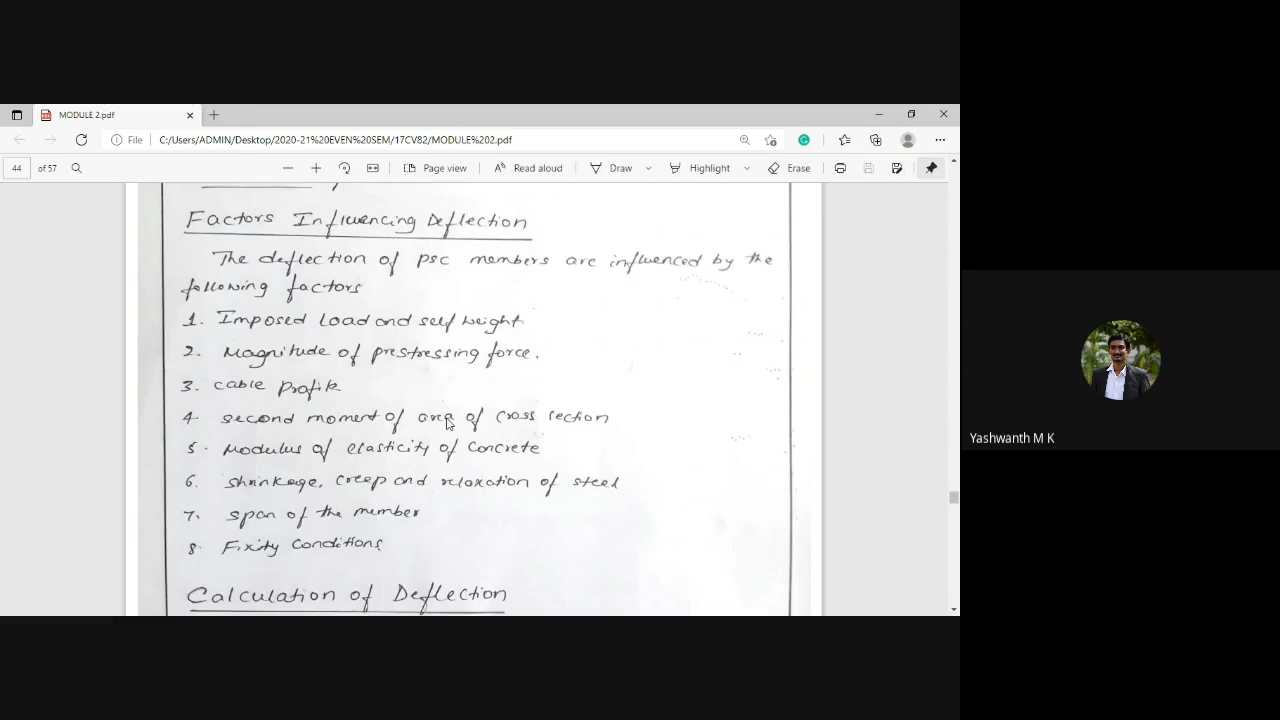 MODULE 2.pdf
File
C:/Users/ADMIN/Desktop/2020-21%20EVEN%20SEM/17CV82/MODULE%202.pdf
44 of 57
Page view
Read aloud
Draw
Highlight
Erase
Factors Influencing Deflection
The deflection of psc members are influenced by the
following factors
1. Imposed Load and self weight
2. Magnitude of prestressing force.
3. cable profile
4. second moment of area of cross section
5. Modulus of elasticity of concrete
6. shrinkage, creep and relaxation of steel
7. span of the member
8. Fixity Conditions
Calculation of Deflection
Yashwanth M K